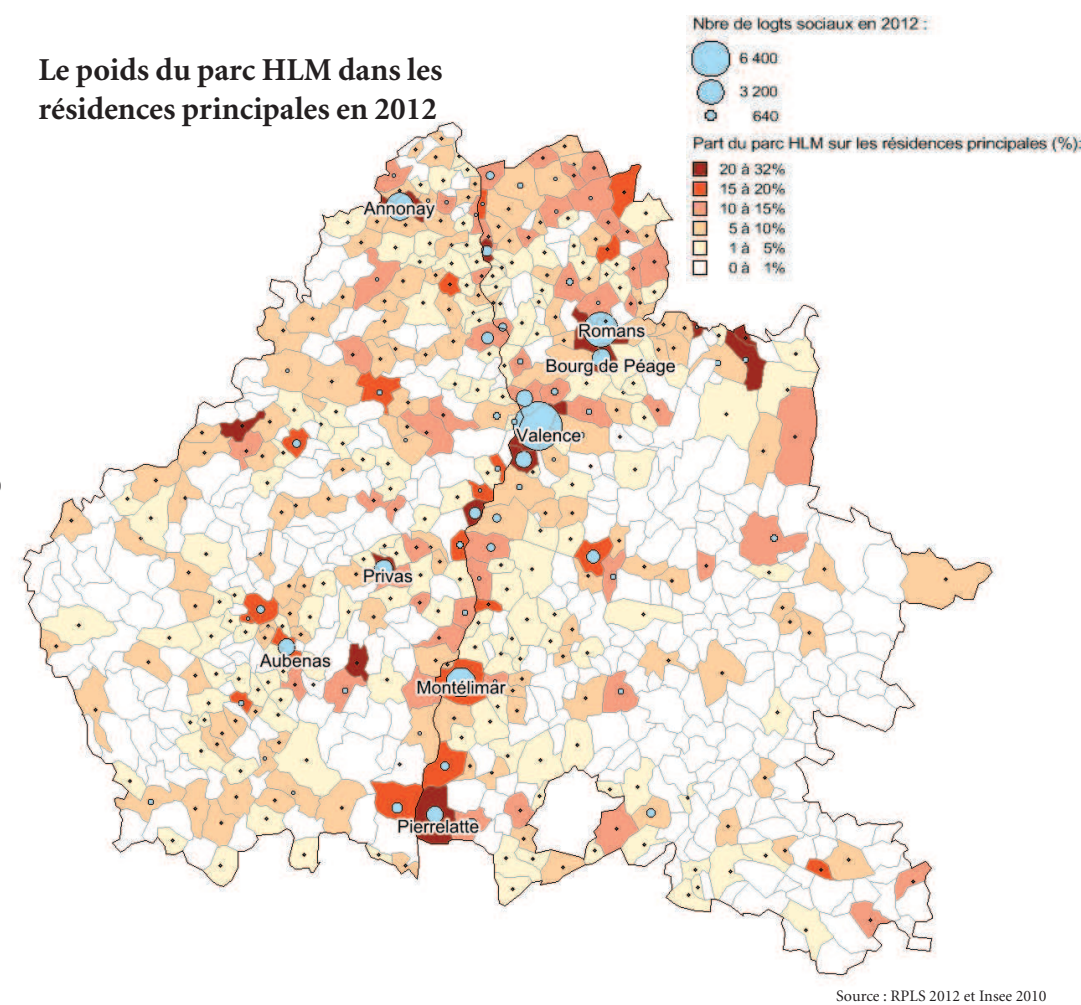 Le poids du parc HLM dans les
résidences principales en 2012
Nbre de logts sociaux en 2012 :
6 400
3 200
640
Part du parc HLM sur les résidences principales (%):
20 à 32%
15 à 20%
10 à 15%
5 à 10%
1 à 5%
0 à 1%
Annonay
Romans
Bourg de Péage
Valence
Privas
Aubenas
Montélimar
Pierrelatte
Source : RPLS 2012 et Insee 2010